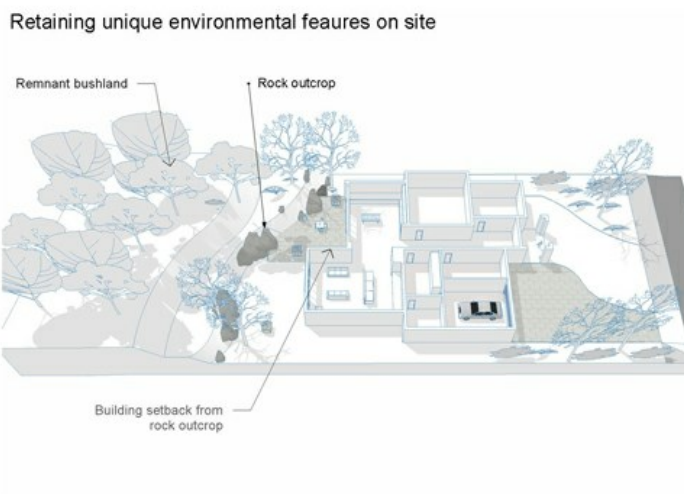 Retaining unique environmental feaures on site
Remnant bushland
Rock outcrop
Building setback from
rock outcrop